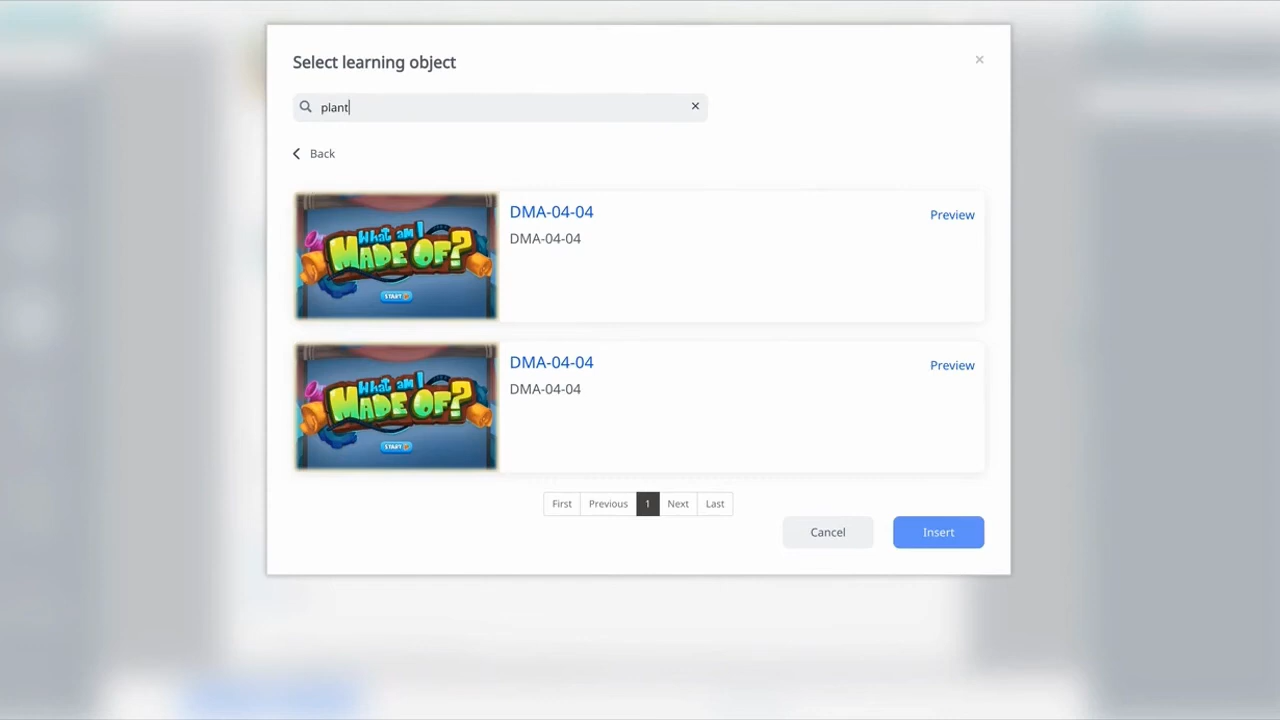 Select learning object
plant
Back
What am I
MADE OF?
START
DMA-04-04
DMA-04-04
Preview
What am I
MADE OF?
START
DMA-04-04
DMA-04-04
Preview
First Previous 1 Next Last
Cancel Insert